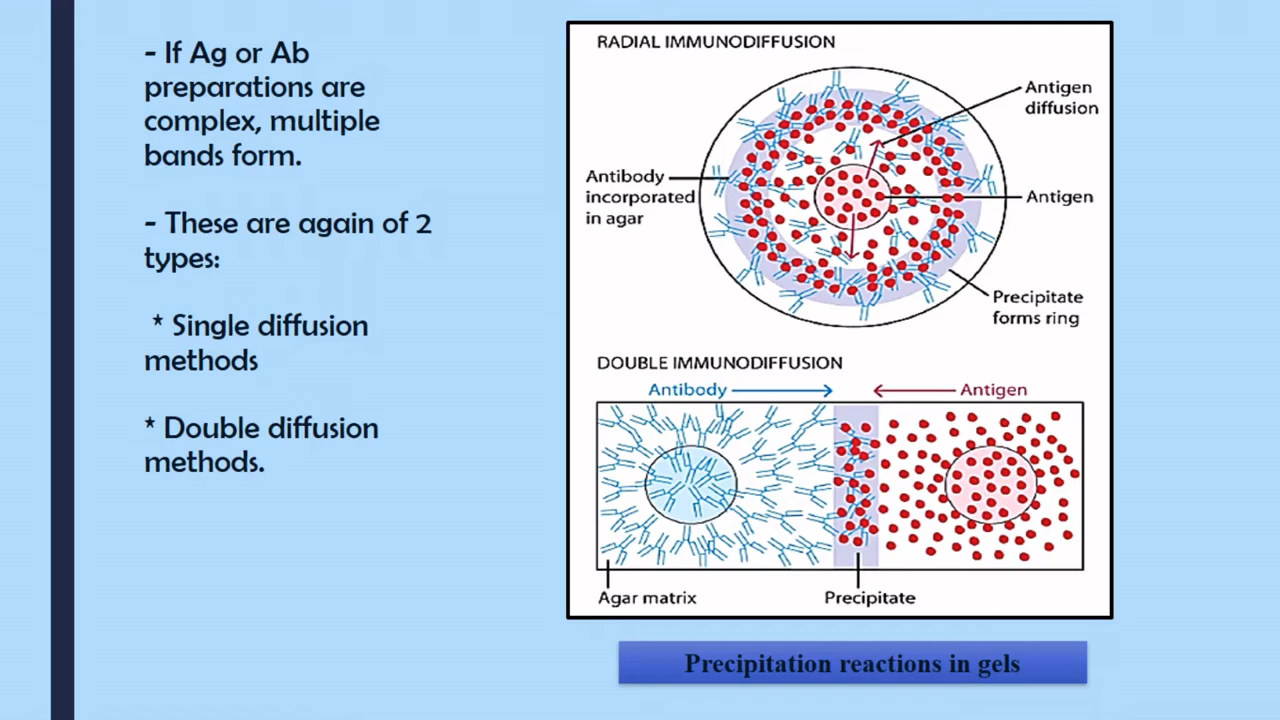 - If Ag or Ab
preparations are
complex, multiple
bands form.
- These are again of 2
types:
* Single diffusion
methods
* Double diffusion
methods.
RADIAL IMMUNODIFFUSION
Antigen
diffusion
Antibody
incorporated
in agar
Antigen
Precipitate
forms ring
DOUBLE IMMUNODIFFUSION
Antibody
Antigen
Agar matrix
Precipitate
Precipitation reactions in gels